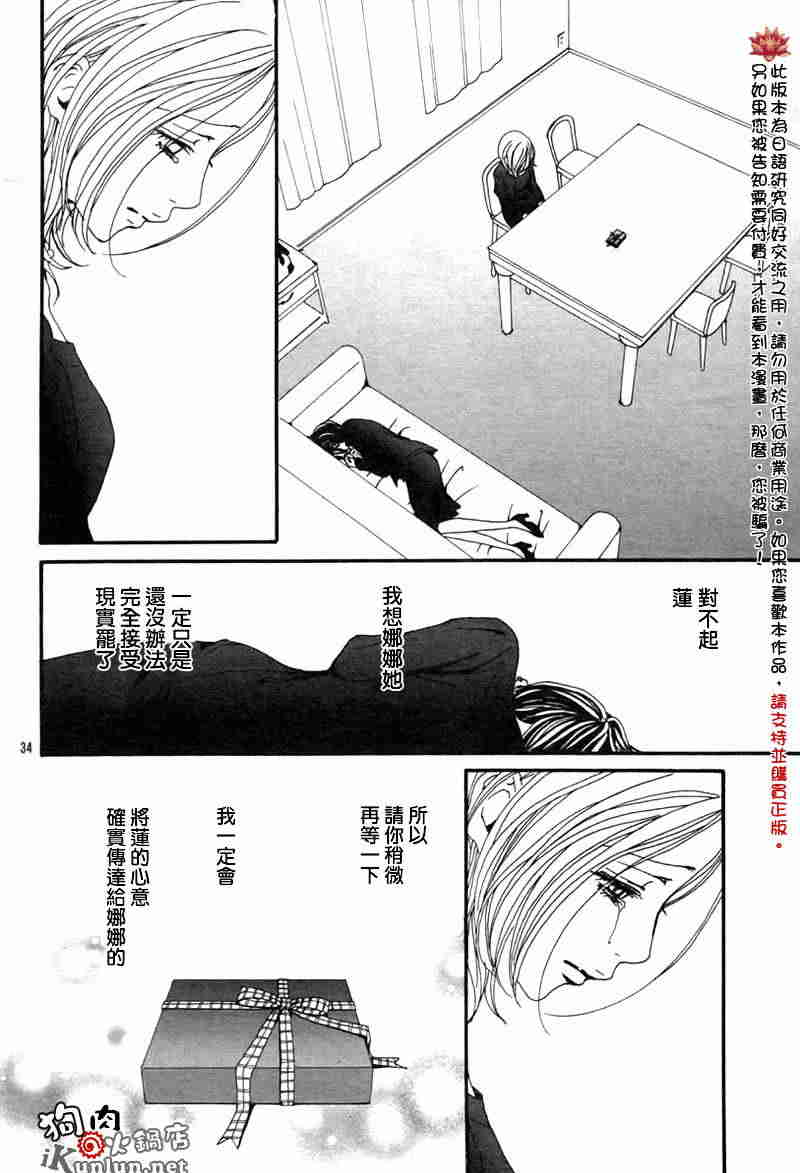 對不起
蓮
我想娜娜她
一定只是
還沒辦法
完全接受
現實罷了
34
所以
請你稍微
再等一下
我一定會
將蓮的心意
確實傳達給娜娜的
此版本為日語研究同好交流之用，請勿用於任何商業用途。如果您喜歡本作品，請支持並購買正版。
另如果您被告知需要付費，才能看到本漫畫，那麼，您被騙了！
狗肉
火鍋店
iKunlun.net